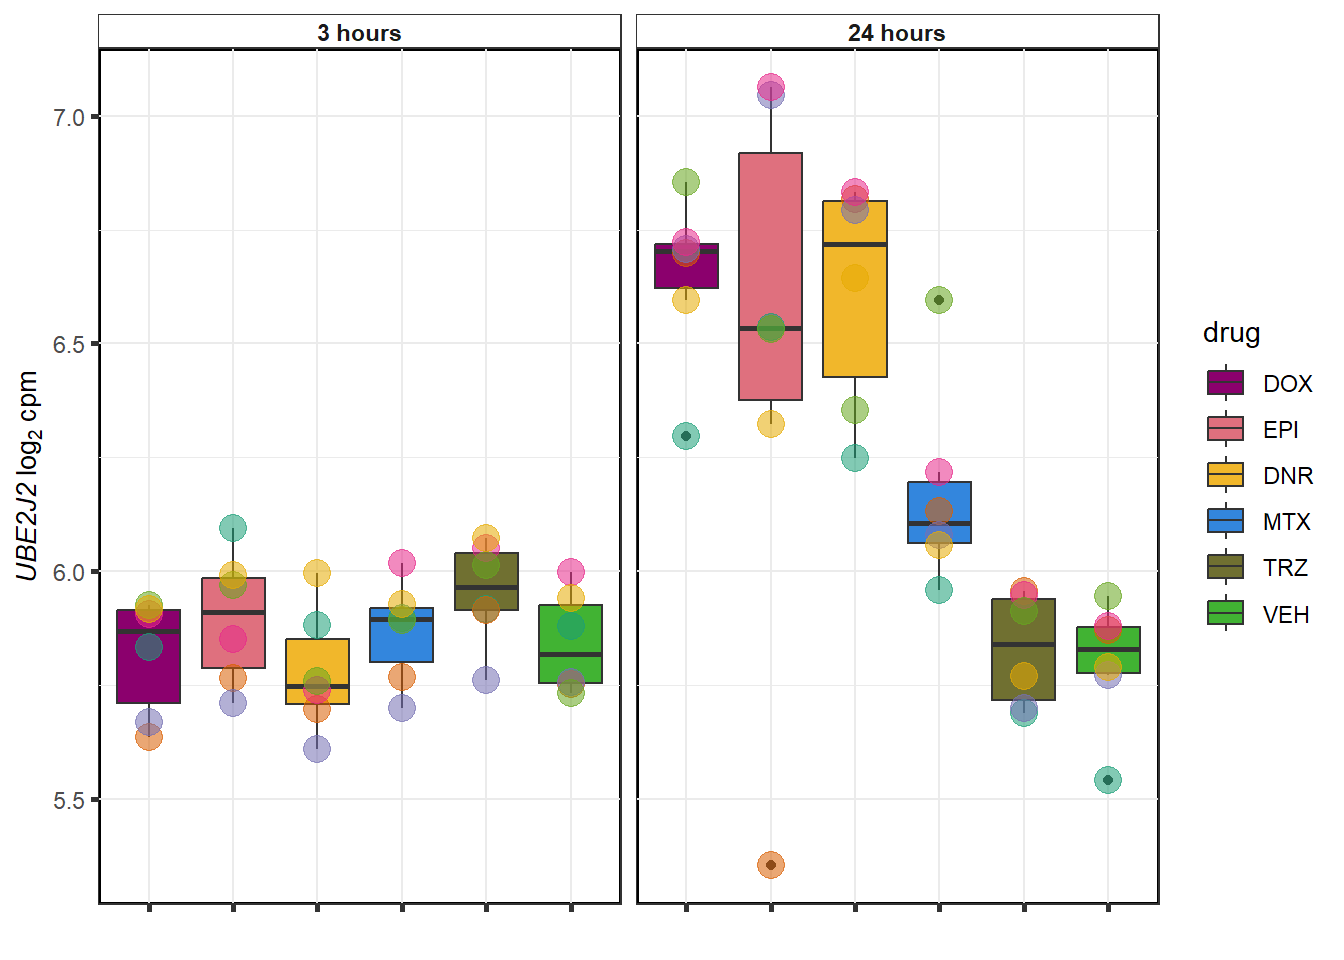 3 hours
24 hours
7.0
6.5
6.0
5.5
UBE2J2 log₂ cpm
drug
DOX
EPI
DNR
MTX
TRZ
VEH